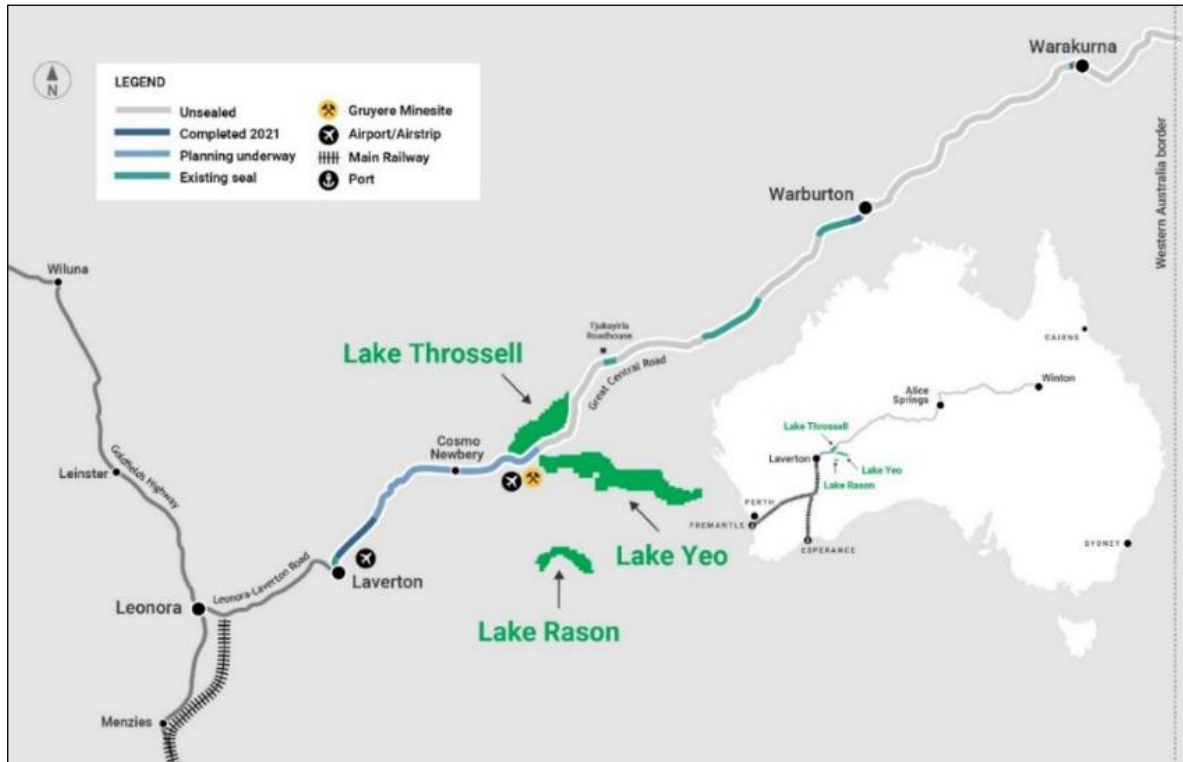 N
LEGEND
Unsealed
Completed 2021
Planning underway
Existing seal
Gruyere Minesite
Airport/Airstrip
Main Railway
Port
Warakurna
Western Australia border
Warburton
Wiluna
Tjukayirla
Roadhouse
Great Central Road
Lake Throssell
Cosmo
Newbery
Leinster
Goldfields Highway
Lake Yeo
Laverton
Leonora-Laverton Road
Leonora
Lake Rason
Menzies
CAIRNS
Winton
Alice
Springs
Lake Throssell
Laverton
Lake Yeo
Lake Rason
PERTH
FREMANTLE
ESPERANCE
SYDNEY